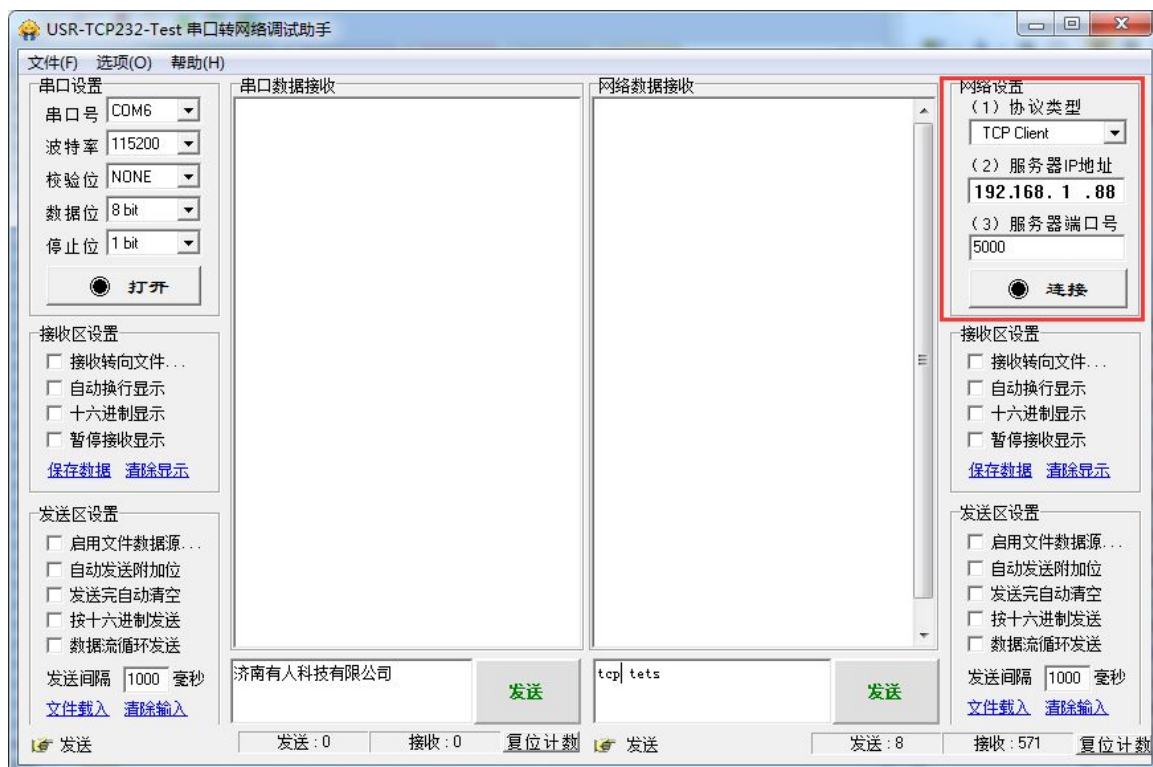 USR-TCP232-Test 串口转网络调试助手
文件(F) 选项(O) 帮助(H)
串口设置
串口号 COM6
波特率 115200
校验位 NONE
数据位 8 bit
停止位 1 bit
打开
接收区设置
接收转向文件...
自动换行显示
十六进制显示
暂停接收显示
保存数据 清除显示
发送区设置
启用文件数据源...
自动发送附加位
发送完自动清空
按十六进制发送
数据流循环发送
发送间隔 1000 毫秒
文件载入 清除输入
串口数据接收
济南有人科技有限公司
发送
网络数据接收
tcp tets
发送
网络设置
(1) 协议类型
TCP Client
(2) 服务器IP地址
192.168. 1 .88
(3) 服务器端口号
5000
连接
接收区设置
接收转向文件...
自动换行显示
十六进制显示
暂停接收显示
保存数据 清除显示
发送区设置
启用文件数据源...
自动发送附加位
发送完自动清空
按十六进制发送
数据流循环发送
发送间隔 1000 毫秒
文件载入 清除输入
发送 发送 : 0 接收 : 0 复位计数 发送 发送 : 8 接收 : 571 复位计数